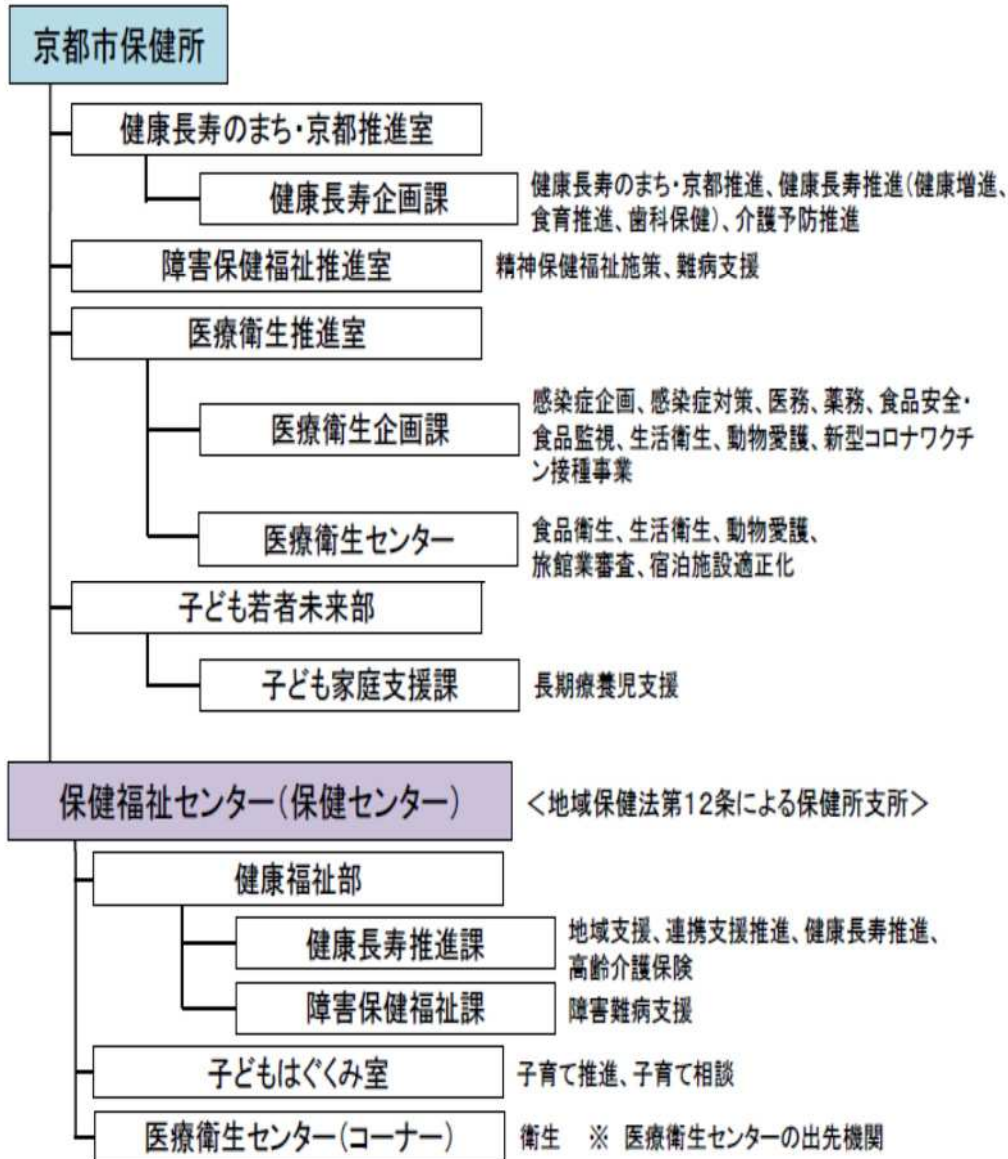 京都市保健所
健康長寿のまち・京都推進室
健康長寿企画課
健康長寿のまち・京都推進、健康長寿推進(健康増進、
食育推進、歯科保健)、介護予防推進
障害保健福祉推進室
精神保健福祉施策、難病支援
医療衛生推進室
医療衛生企画課
感染症企画、感染症対策、医務、薬務、食品安全・
食品監視、生活衛生、動物愛護、新型コロナワクチ
ン接種事業
医療衛生センター
食品衛生、生活衛生、動物愛護、
旅館業審査、宿泊施設適正化
子ども若者未来部
子ども家庭支援課
長期療養児支援
保健福祉センター(保健センター)
<地域保健法第12条による保健所支所>
健康福祉部
健康長寿推進課
地域支援、連携支援推進、健康長寿推進、
高齢介護保険
障害保健福祉課
障害難病支援
子どもはぐくみ室
子育て推進、子育て相談
医療衛生センター(コーナー)
衛生 ※ 医療衛生センターの出先機関